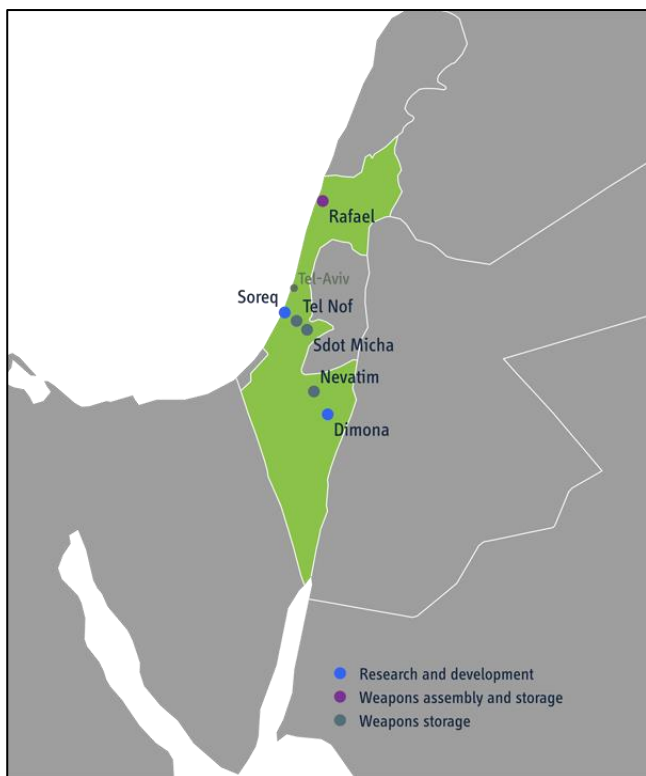 Rafael
Tel-Aviv
Soreq
Tel Nof
Sdot Micha
Nevatim
Dimona
Research and development
Weapons assembly and storage
Weapons storage